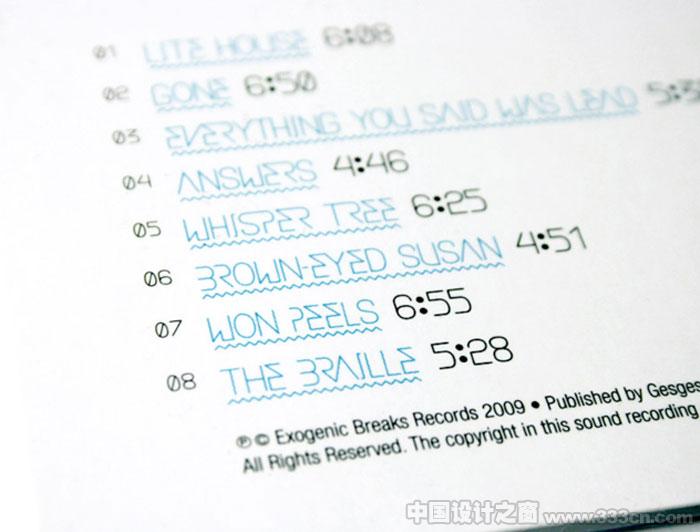 01 LITE HOUSE 6:08
02 GONE 6:50
03 EVERYTHING YOU SAID WAS LEAD
04 ANSWERS 4:46
05 WHISPER TREE 6:25
06 BROWN-EYED SUSAN 4:51
07 WON PEELS 6:55
08 THE BRAILLE 5:28
℗© Exogenic Breaks Records 2009 • Published by Gesges
All Rights Reserved. The copyright in this sound recording
中国设计之窗 www.333cn.com